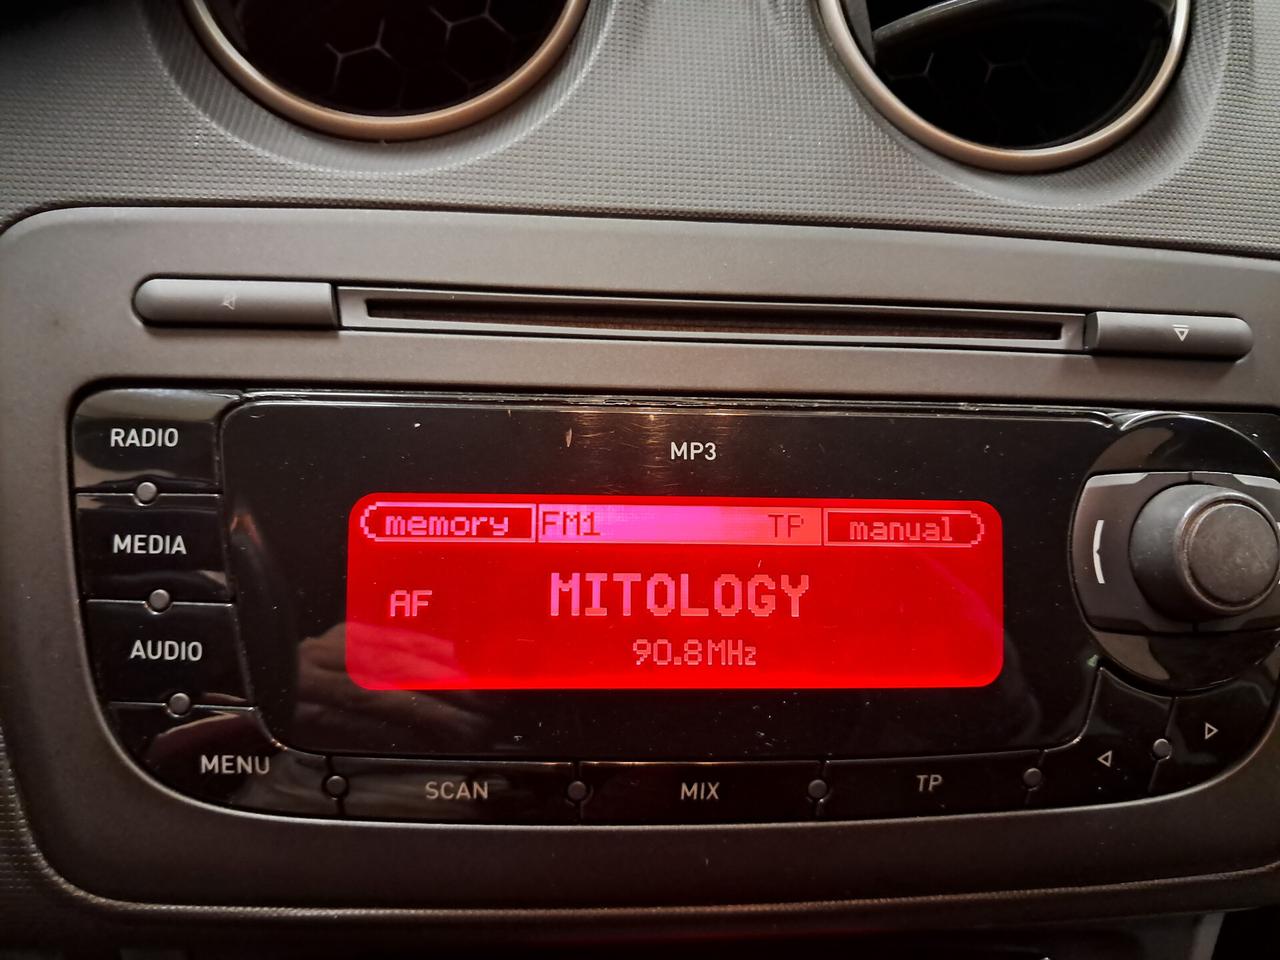 RADIO
MP3
memory FM1 TP manual
MEDIA
AF MITOLOGY
90.8MHz
AUDIO
MENU
SCAN
MIX
TP